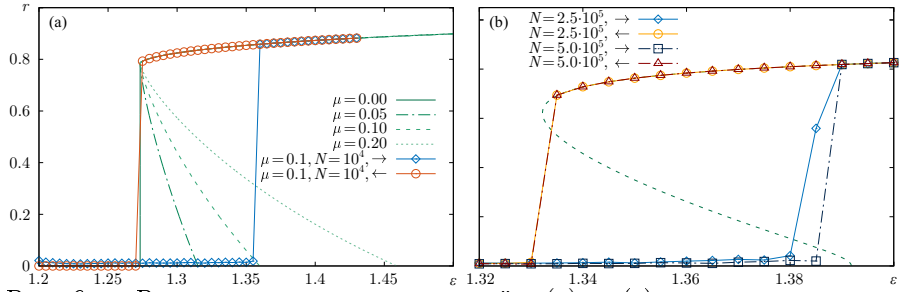 r
(a)
1
0.8
0.6
0.4
0.2
0
μ = 0.00
μ = 0.05
μ = 0.10
μ = 0.20
μ = 0.1, N = 10⁴, →
μ = 0.1, N = 10⁴, ←
1.2 1.25 1.3 1.35 1.4 1.45 ε
(b)
N = 2.5·10⁵, →
N = 2.5·10⁵, ←
N = 5.0·10⁵, →
N = 5.0·10⁵, ←
1.32 1.34 1.36 1.38 ε